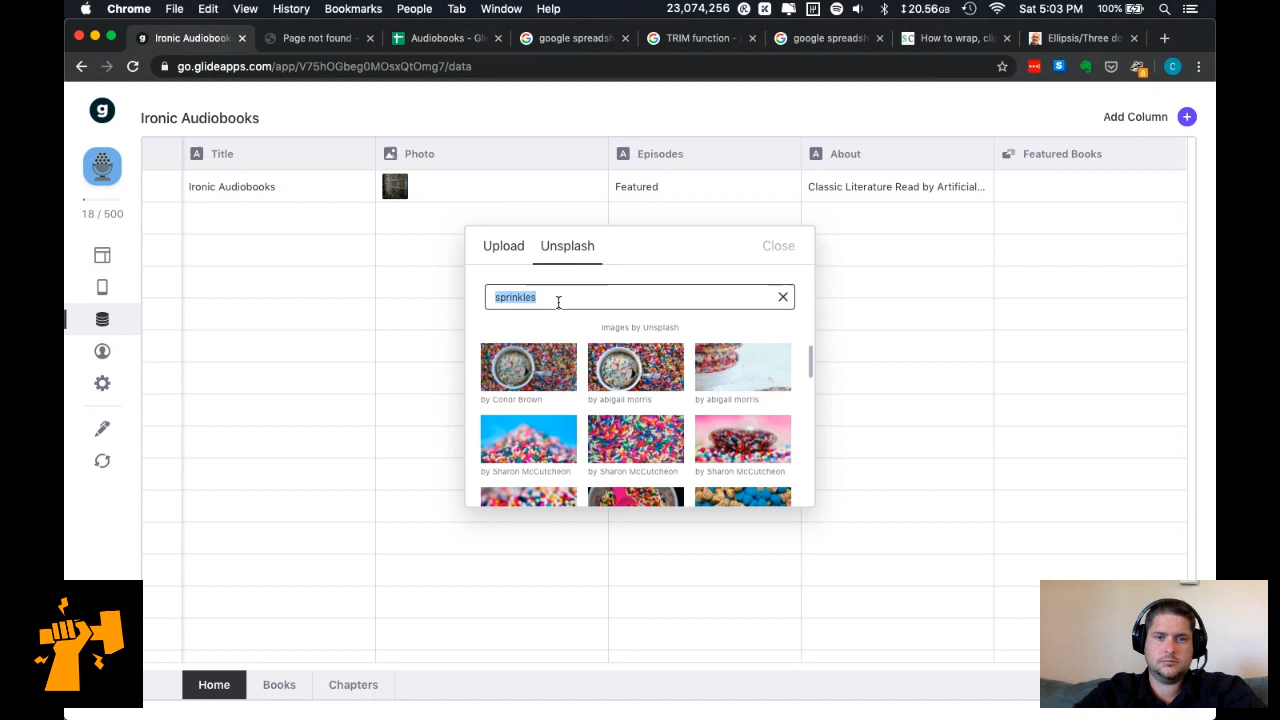 Chrome File Edit View History Bookmarks People Tab Window Help 23,074,256 20.56GB Sat 5:03 PM 100%
Ironic Audiobook Page not found - Audiobooks - Gli google spreadsh TRIM function - google spreadsh How to wrap, cli Ellipsis/Three do
go.glideapps.com/app/V75hOGbeg0MOsxQtOmg7/data
g
Ironic Audiobooks
Add Column
Title Photo Episodes About Featured Books
Ironic Audiobooks Featured Classic Literature Read by Artificial...
18 / 500
Upload Unsplash Close
sprinkles
Images by Unsplash
by Conor Brown by abigail morris by abigail morris
by Sharon McCutcheon by Sharon McCutcheon by Sharon McCutcheon
Home Books Chapters